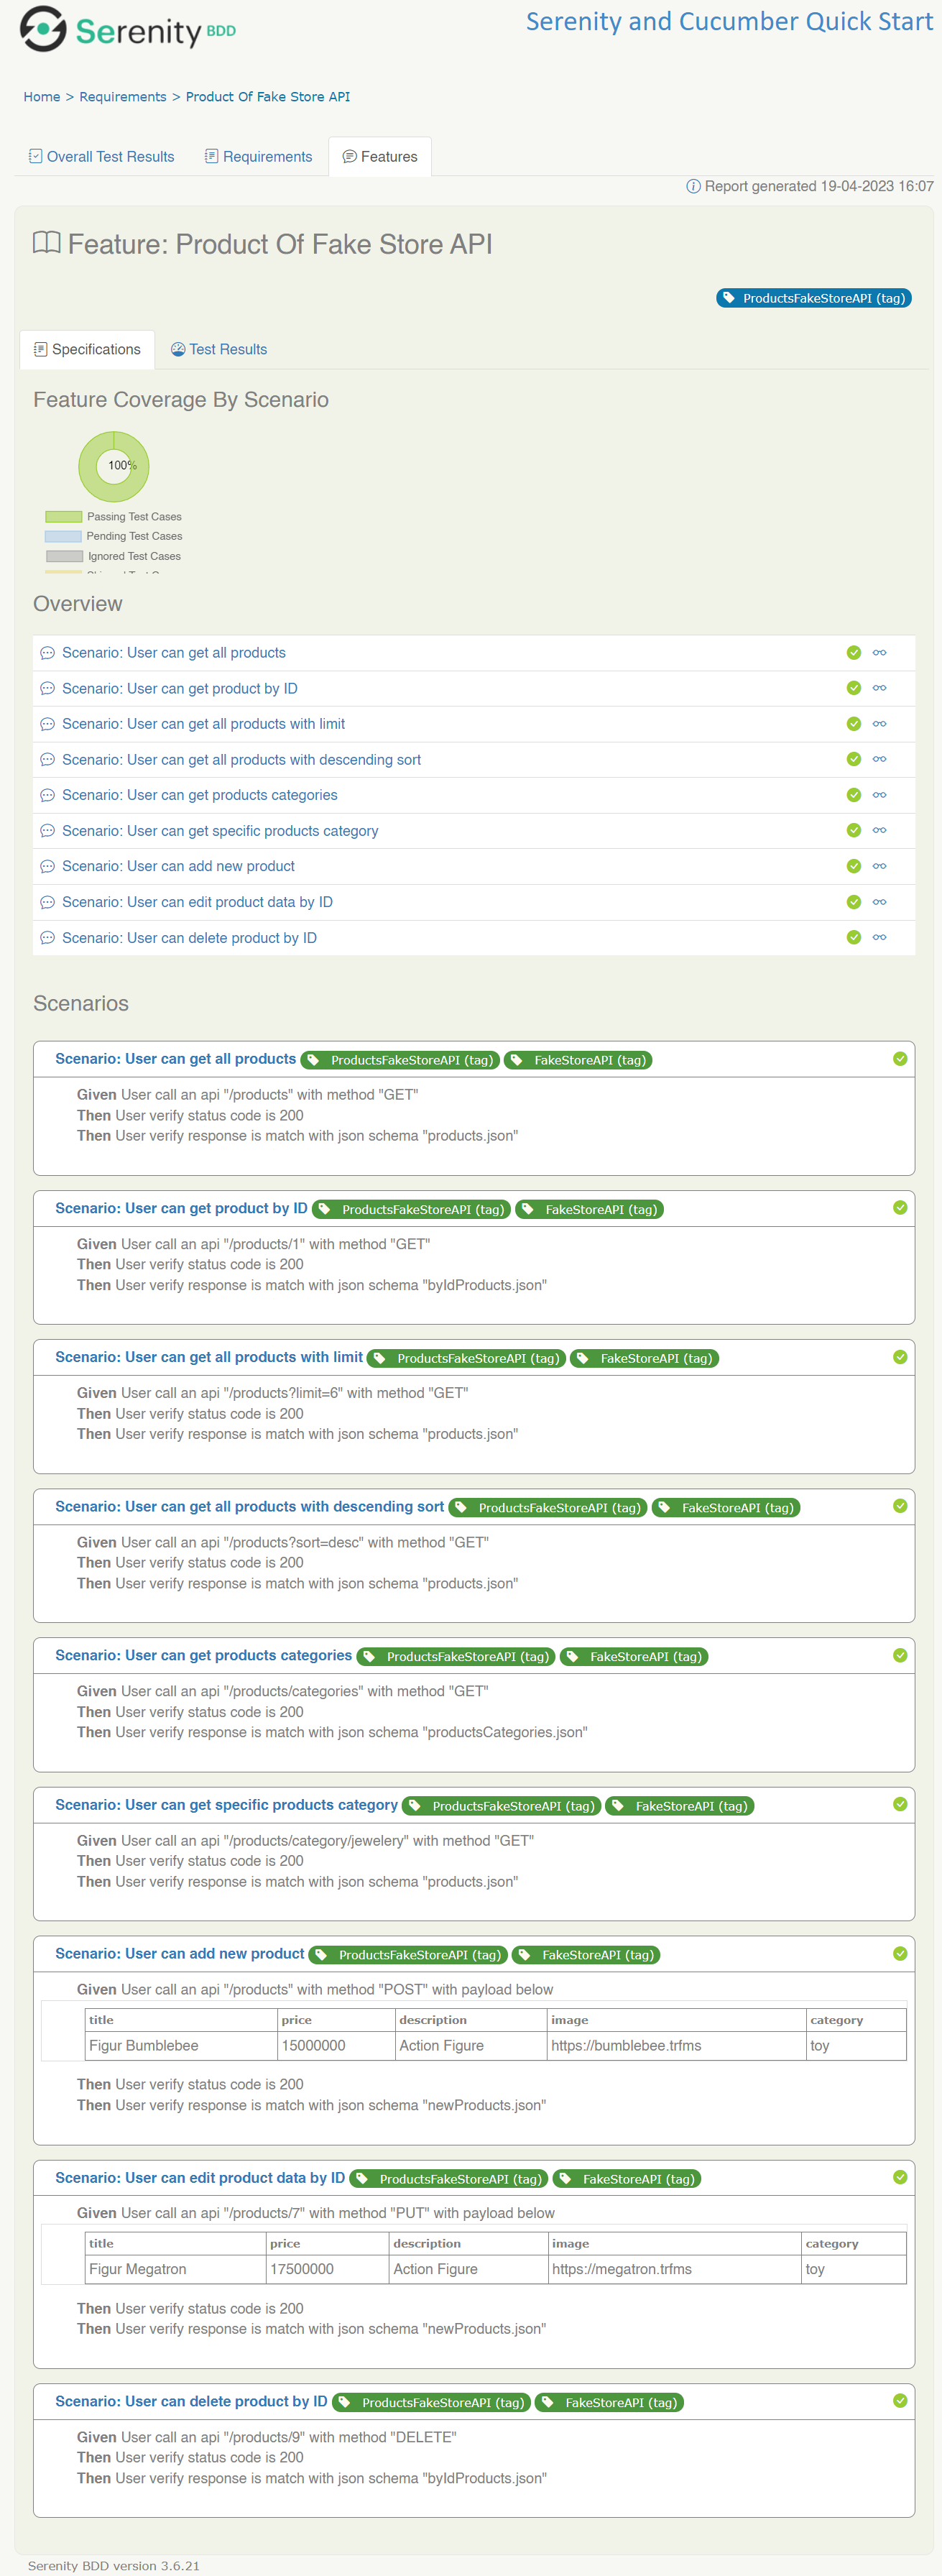 Serenity BDD
Serenity and Cucumber Quick Start
Home > Requirements > Product Of Fake Store API
Overall Test Results Requirements Features
Report generated 19-04-2023 16:07
Feature: Product Of Fake Store API
ProductsFakeStoreAPI (tag)
Specifications Test Results
Feature Coverage By Scenario
100%
Passing Test Cases
Pending Test Cases
Ignored Test Cases
Overview
Scenario: User can get all products
Scenario: User can get product by ID
Scenario: User can get all products with limit
Scenario: User can get all products with descending sort
Scenario: User can get products categories
Scenario: User can get specific products category
Scenario: User can add new product
Scenario: User can edit product data by ID
Scenario: User can delete product by ID
Scenarios
Scenario: User can get all products ProductsFakeStoreAPI (tag) FakeStoreAPI (tag)
Given User call an api "/products" with method "GET"
Then User verify status code is 200
Then User verify response is match with json schema "products.json"
Scenario: User can get product by ID ProductsFakeStoreAPI (tag) FakeStoreAPI (tag)
Given User call an api "/products/1" with method "GET"
Then User verify status code is 200
Then User verify response is match with json schema "byIdProducts.json"
Scenario: User can get all products with limit ProductsFakeStoreAPI (tag) FakeStoreAPI (tag)
Given User call an api "/products?limit=6" with method "GET"
Then User verify status code is 200
Then User verify response is match with json schema "products.json"
Scenario: User can get all products with descending sort ProductsFakeStoreAPI (tag) FakeStoreAPI (tag)
Given User call an api "/products?sort=desc" with method "GET"
Then User verify status code is 200
Then User verify response is match with json schema "products.json"
Scenario: User can get products categories ProductsFakeStoreAPI (tag) FakeStoreAPI (tag)
Given User call an api "/products/categories" with method "GET"
Then User verify status code is 200
Then User verify response is match with json schema "productsCategories.json"
Scenario: User can get specific products category ProductsFakeStoreAPI (tag) FakeStoreAPI (tag)
Given User call an api "/products/category/jewelery" with method "GET"
Then User verify status code is 200
Then User verify response is match with json schema "products.json"
Scenario: User can add new product ProductsFakeStoreAPI (tag) FakeStoreAPI (tag)
Given User call an api "/products" with method "POST" with payload below
title price description image category
Figur Bumblebee 15000000 Action Figure https://bumblebee.trfms toy
Then User verify status code is 200
Then User verify response is match with json schema "newProducts.json"
Scenario: User can edit product data by ID ProductsFakeStoreAPI (tag) FakeStoreAPI (tag)
Given User call an api "/products/7" with method "PUT" with payload below
title price description image category
Figur Megatron 17500000 Action Figure https://megatron.trfms toy
Then User verify status code is 200
Then User verify response is match with json schema "newProducts.json"
Scenario: User can delete product by ID ProductsFakeStoreAPI (tag) FakeStoreAPI (tag)
Given User call an api "/products/9" with method "DELETE"
Then User verify status code is 200
Then User verify response is match with json schema "byIdProducts.json"
Serenity BDD version 3.6.21